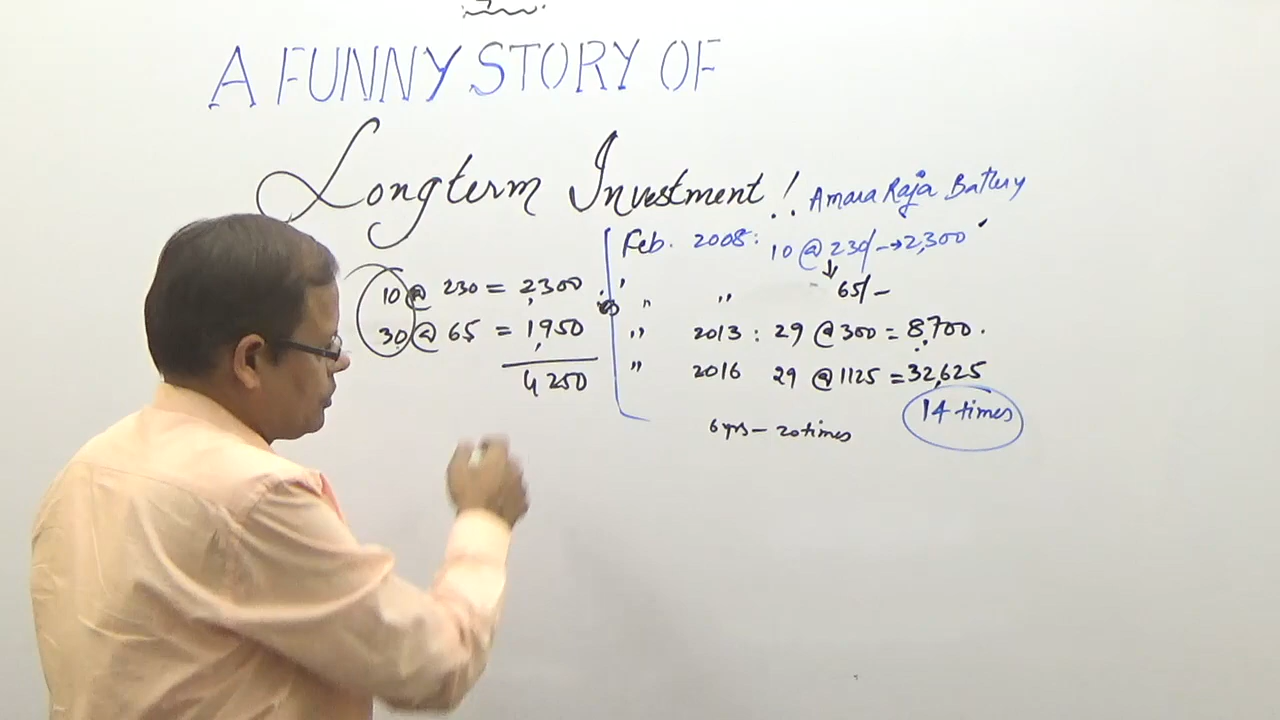 A FUNNY STORY OF
Longterm Investment!..
Amara Raja Battery
Feb. 2008: 10 @ 230/- → 2,300
↓ 65/-
" "
" 2013 : 29 @ 300 = 8,700.
" 2016 29 @ 1125 = 32,625
14 times
6 yrs - 20 times
10 @ 230 = 2,300
30 @ 65 = 1,950
4250